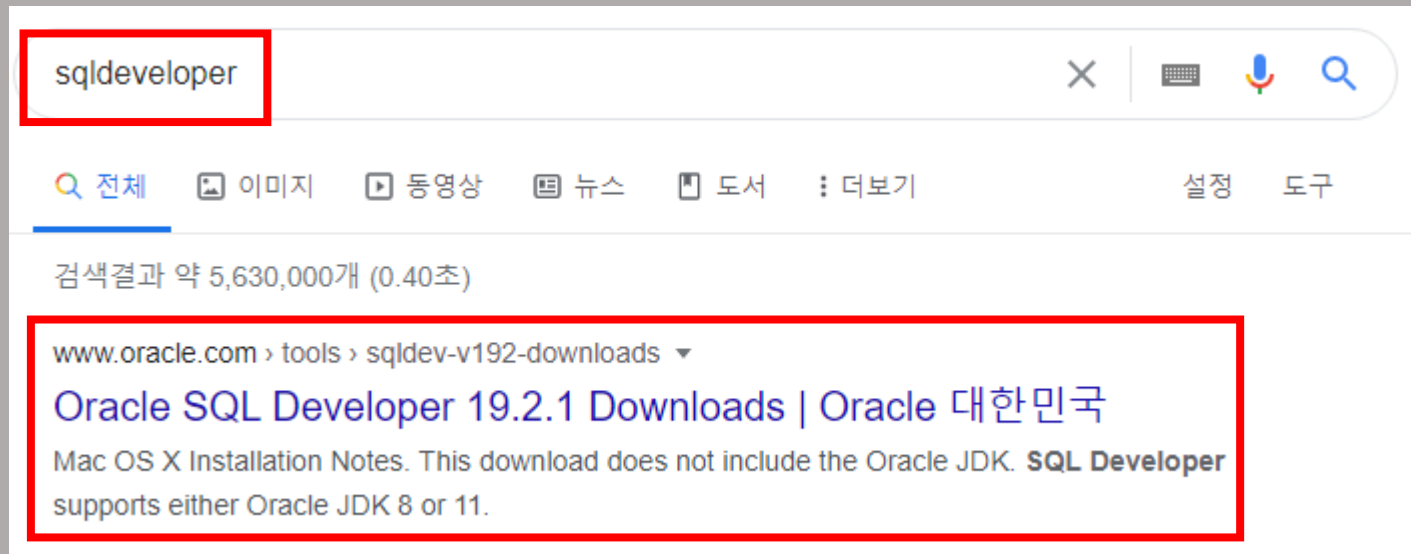 sqldeveloper
전체 이미지 동영상 뉴스 도서 더보기 설정 도구
검색결과 약 5,630,000개 (0.40초)
www.oracle.com › tools › sqldev-v192-downloads
Oracle SQL Developer 19.2.1 Downloads | Oracle 대한민국
Mac OS X Installation Notes. This download does not include the Oracle JDK. SQL Developer
supports either Oracle JDK 8 or 11.